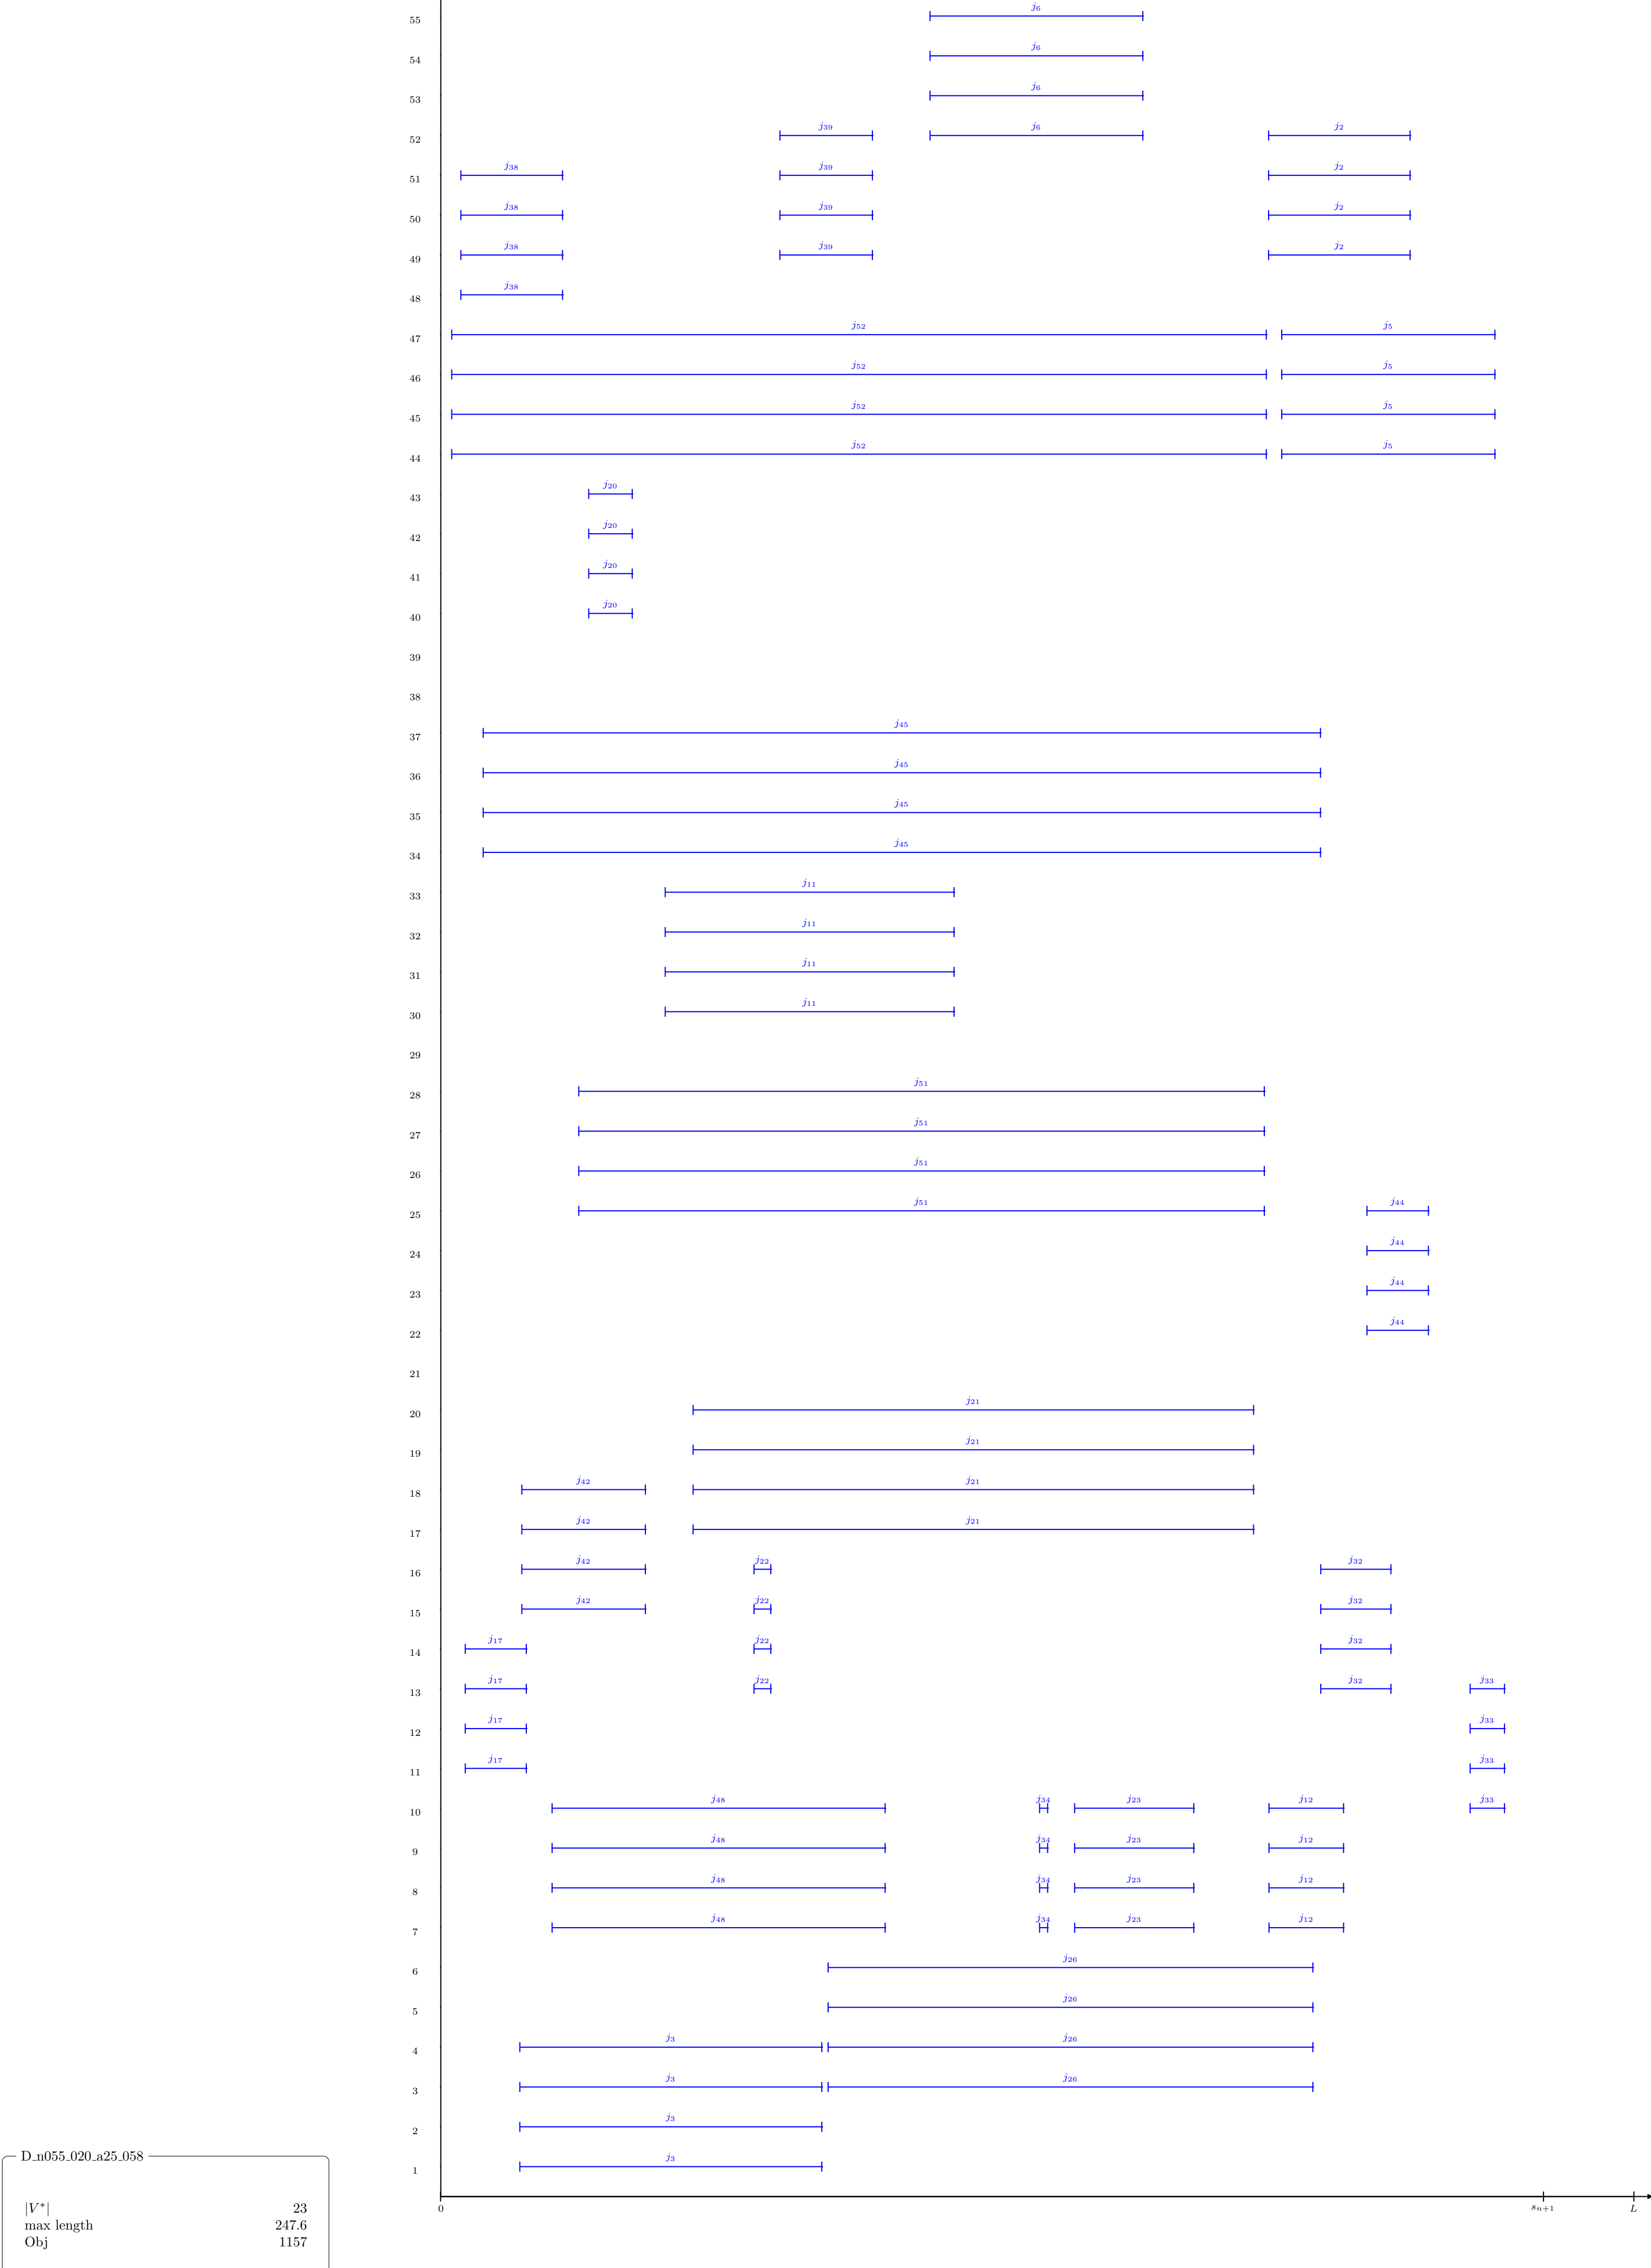 55 j6
54 j6
53 j6
52 j39 j6 j2
51 j38 j39 j2
50 j38 j39 j2
49 j38 j39 j2
48 j38
47 j52 j5
46 j52 j5
45 j52 j5
44 j52 j5
43 j20
42 j20
41 j20
40 j20
39
38
37 j45
36 j45
35 j45
34 j45
33 j11
32 j11
31 j11
30 j11
29
28 j51
27 j51
26 j51
25 j51 j44
24 j44
23 j44
22 j44
21
20 j21
19 j21
18 j42 j21
17 j42 j21
16 j42 j22 j32
15 j42 j22 j32
14 j17 j22 j32
13 j17 j22 j32 j33
12 j17 j33
11 j17 j33
10 j48 j34 j23 j12 j33
9 j48 j34 j23 j12
8 j48 j34 j23 j12
7 j48 j34 j23 j12
6 j26
5 j26
4 j3 j26
3 j3 j26
2 j3
1 j3
0 sn+1 L
D_n055_020_a25_058
|V*| 23
max length 247.6
Obj 1157